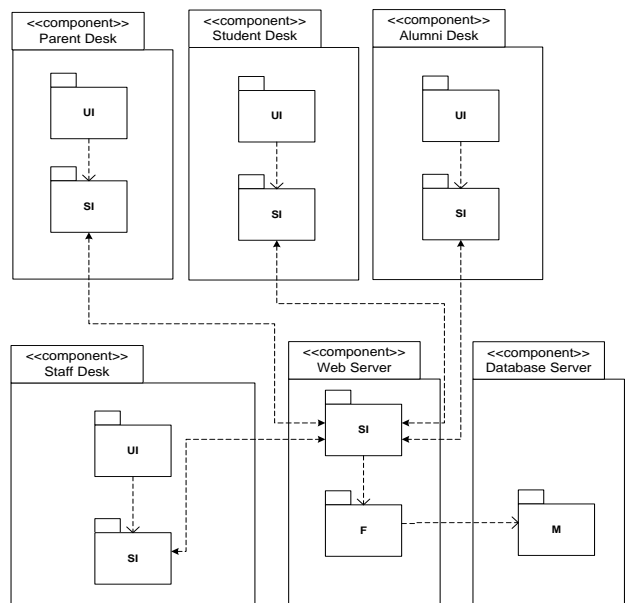 <<component>>
Parent Desk
UI
SI
<<component>>
Student Desk
UI
SI
<<component>>
Alumni Desk
UI
SI
<<component>>
Staff Desk
UI
SI
<<component>>
Web Server
SI
F
<<component>>
Database Server
M